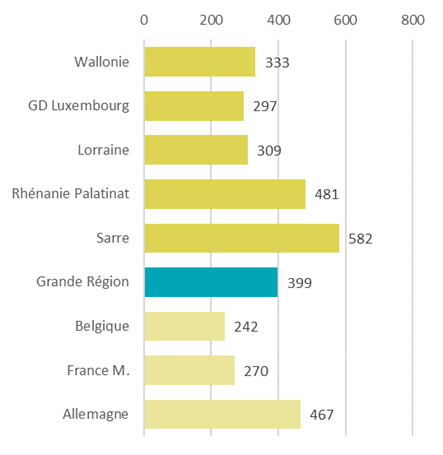 0 200 400 600 800
Wallonie 333
GD Luxembourg 297
Lorraine 309
Rhénanie Palatinat 481
Sarre 582
Grande Région 399
Belgique 242
France M. 270
Allemagne 467